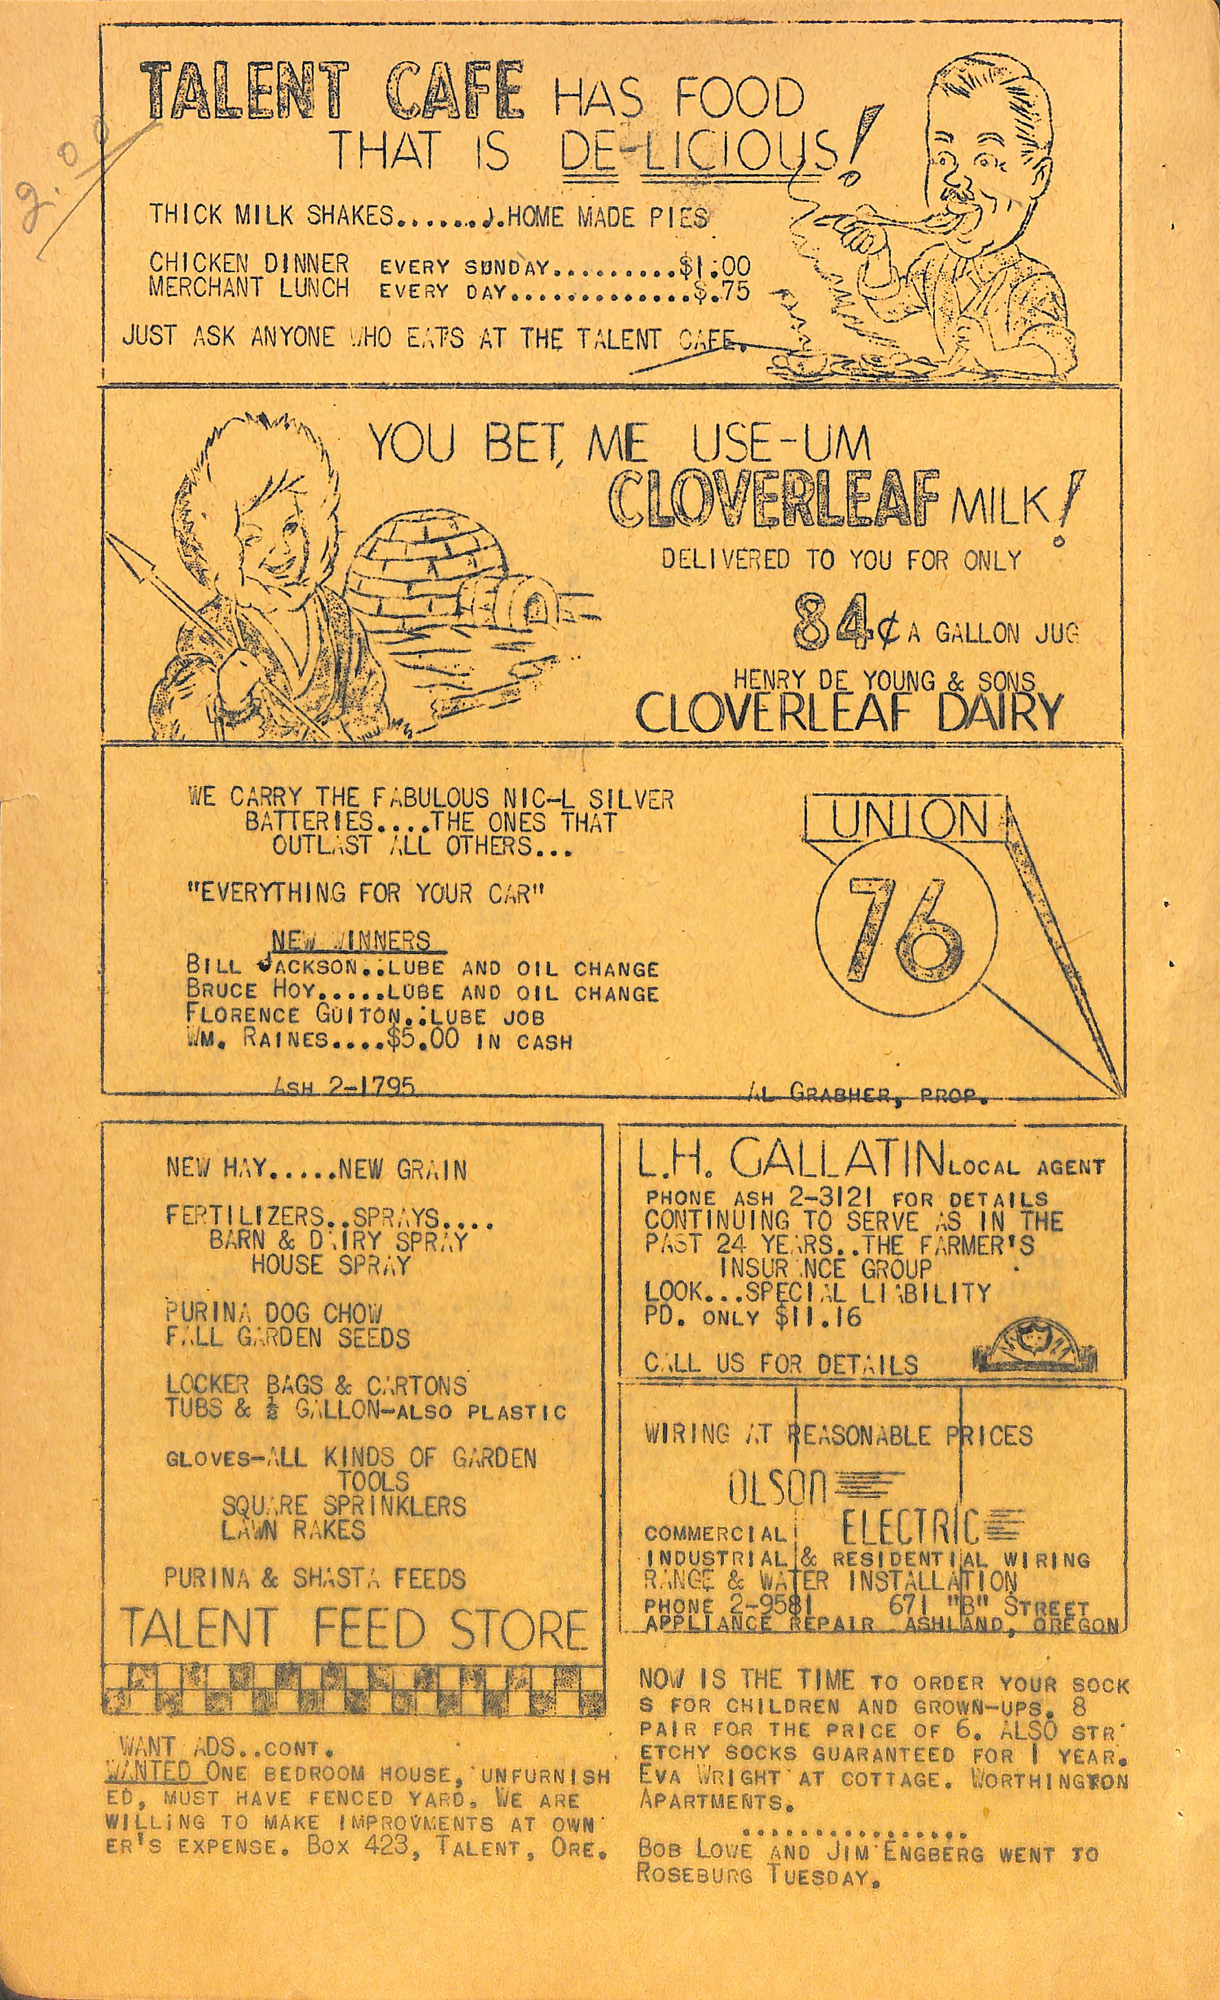 2.00
TALENT CAFE HAS FOOD
THAT IS DE-LICIOUS!
THICK MILK SHAKES.........HOME MADE PIES
CHICKEN DINNER EVERY SUNDAY..........$1.00
MERCHANT LUNCH EVERY DAY..............$.75
JUST ASK ANYONE WHO EATS AT THE TALENT CAFE.
YOU BET, ME USE-UM
CLOVERLEAF MILK!
DELIVERED TO YOU FOR ONLY
84¢ A GALLON JUG
HENRY DE YOUNG & SONS
CLOVERLEAF DAIRY
WE CARRY THE FABULOUS NIC-L SILVER
BATTERIES....THE ONES THAT
OUTLAST ALL OTHERS...
"EVERYTHING FOR YOUR CAR"
NEW WINNERS
BILL JACKSON..LUBE AND OIL CHANGE
BRUCE HOY.....LUBE AND OIL CHANGE
FLORENCE GUITON..LUBE JOB
WM. RAINES....$5.00 IN CASH
ASH 2-1795
AL GRABHER, PROP.
UNION
76
NEW HAY.....NEW GRAIN
FERTILIZERS..SPRAYS....
BARN & DAIRY SPRAY
HOUSE SPRAY
PURINA DOG CHOW
FALL GARDEN SEEDS
LOCKER BAGS & CARTONS
TUBS & ½ GALLON-ALSO PLASTIC
GLOVES-ALL KINDS OF GARDEN
TOOLS
SQUARE SPRINKLERS
LAWN RAKES
PURINA & SHASTA FEEDS
TALENT FEED STORE
L.H. GALLATIN LOCAL AGENT
PHONE ASH 2-3121 FOR DETAILS
CONTINUING TO SERVE AS IN THE
PAST 24 YEARS..THE FARMER'S
INSURANCE GROUP
LOOK...SPECIAL LIABILITY
PD. ONLY $11.16
CALL US FOR DETAILS
WIRING AT REASONABLE PRICES
OLSON
ELECTRIC
COMMERCIAL
INDUSTRIAL & RESIDENTIAL WIRING
RANGE & WATER INSTALLATION
PHONE 2-9581 671 "B" STREET
APPLIANCE REPAIR ASHLAND, OREGON
WANT ADS..CONT.
WANTED ONE BEDROOM HOUSE, UNFURNISH
ED, MUST HAVE FENCED YARD. WE ARE
WILLING TO MAKE IMPROVMENTS AT OWN
ER'S EXPENSE. BOX 423, TALENT, ORE.
NOW IS THE TIME TO ORDER YOUR SOCK
S FOR CHILDREN AND GROWN-UPS. 8
PAIR FOR THE PRICE OF 6. ALSO STR
ETCHY SOCKS GUARANTEED FOR 1 YEAR.
EVA WRIGHT AT COTTAGE. WORTHINGTON
APARTMENTS.
................
BOB LOWE AND JIM ENGBERG WENT TO
ROSEBURG TUESDAY.